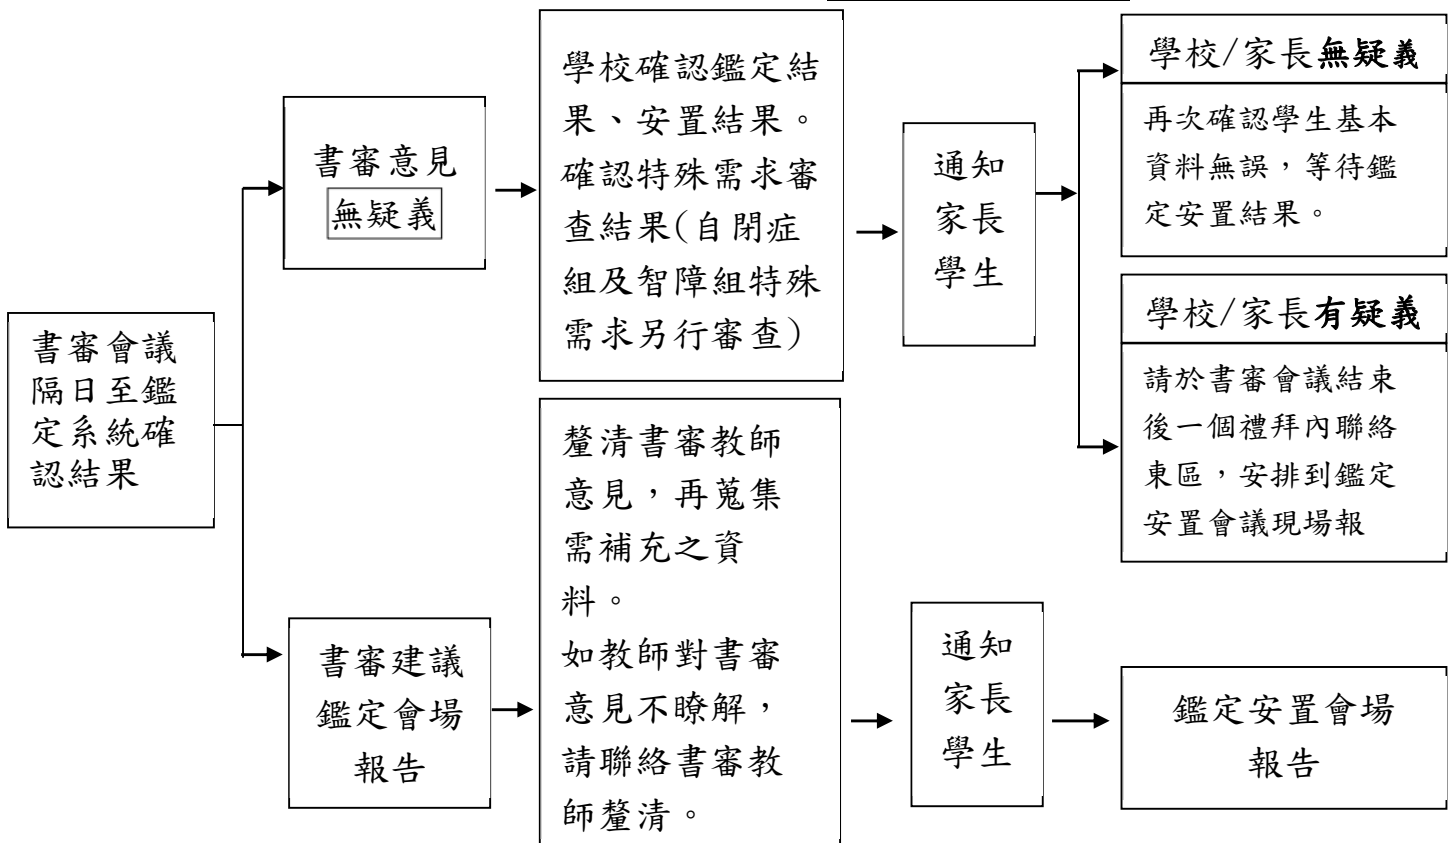 書審會議
隔日至鑑
定系統確
認結果
書審意見
無疑義
學校確認鑑定結
果、安置結果。
確認特殊需求審
查結果(自閉症
組及智障組特殊
需求另行審查)
通知
家長
學生
學校/家長無疑義
再次確認學生基本
資料無誤，等待鑑
定安置結果。
學校/家長有疑義
請於書審會議結束
後一個禮拜內聯絡
東區，安排到鑑定
安置會議現場報
書審建議
鑑定會場
報告
釐清書審教師
意見，再蒐集
需補充之資
料。
如教師對書審
意見不瞭解，
請聯絡書審教
師釐清。
通知
家長
學生
鑑定安置會場
報告